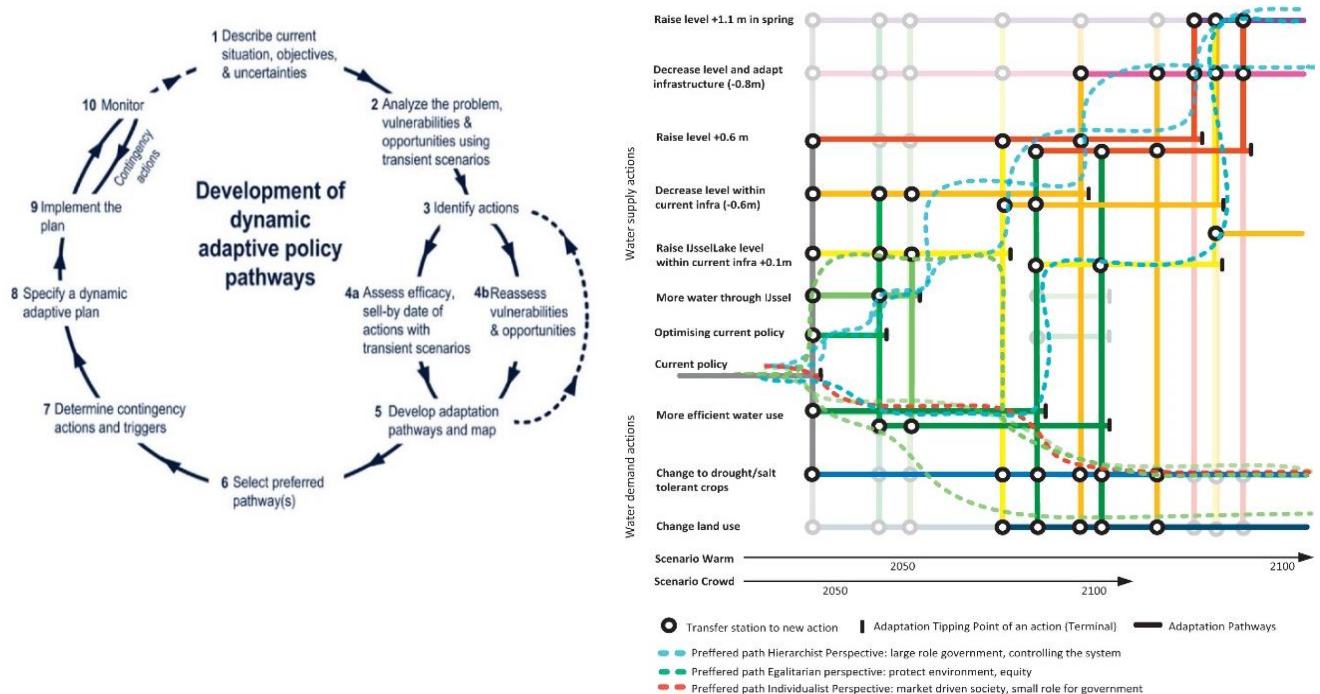 1 Describe current
situation, objectives,
& uncertainties
2 Analyze the problem,
vulnerabilities &
opportunities using
transient scenarios
3 Identify actions
4a Assess efficacy,
sell-by date of
actions with
transient scenarios
4b Reassess
vulnerabilities
& opportunities
5 Develop adaptation
pathways and map
6 Select preferred
pathway(s)
7 Determine contingency
actions and triggers
8 Specify a dynamic
adaptive plan
9 Implement the
plan
10 Monitor
Contingency
actions
Development of
dynamic
adaptive policy
pathways
Water supply actions
Raise level +1.1 m in spring
Decrease level and adapt
infrastructure (-0.8m)
Raise level +0.6 m
Decrease level within
current infra (-0.6m)
Raise IJsselLake level
within current infra +0.1m
More water through IJssel
Optimising current policy
Current policy
Water demand actions
More efficient water use
Change to drought/salt
tolerant crops
Change land use
Scenario Warm
2050
2100
Scenario Crowd
2050
2100
Transfer station to new action
Adaptation Tipping Point of an action (Terminal)
Adaptation Pathways
Preffered path Hierarchist Perspective: large role government, controlling the system
Preffered path Egalitarian perspective: protect environment, equity
Preffered path Individualist Perspective: market driven society, small role for government